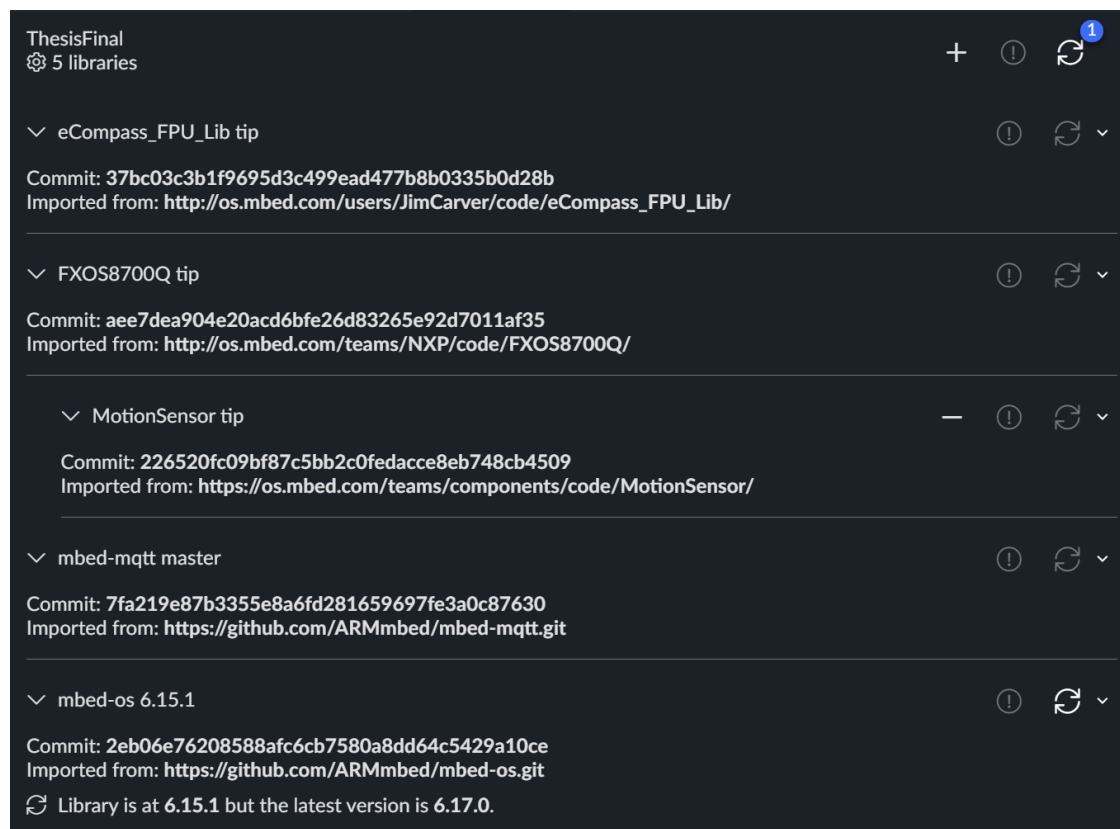 ThesisFinal
5 libraries
1
eCompass_FPU_Lib tip
Commit: 37bc03c3b1f9695d3c499ead477b8b0335b0d28b
Imported from: http://os.mbed.com/users/JimCarver/code/eCompass_FPU_Lib/
FXOS8700Q tip
Commit: aee7dea904e20acd6bfe26d83265e92d7011af35
Imported from: http://os.mbed.com/teams/NXP/code/FXOS8700Q/
MotionSensor tip
Commit: 226520fc09bf87c5bb2c0fedacce8eb748cb4509
Imported from: https://os.mbed.com/teams/components/code/MotionSensor/
mbed-mqtt master
Commit: 7fa219e87b3355e8a6fd281659697fe3a0c87630
Imported from: https://github.com/ARMmbed/mbed-mqtt.git
mbed-os 6.15.1
Commit: 2eb06e76208588afc6cb7580a8dd64c5429a10ce
Imported from: https://github.com/ARMmbed/mbed-os.git
Library is at 6.15.1 but the latest version is 6.17.0.